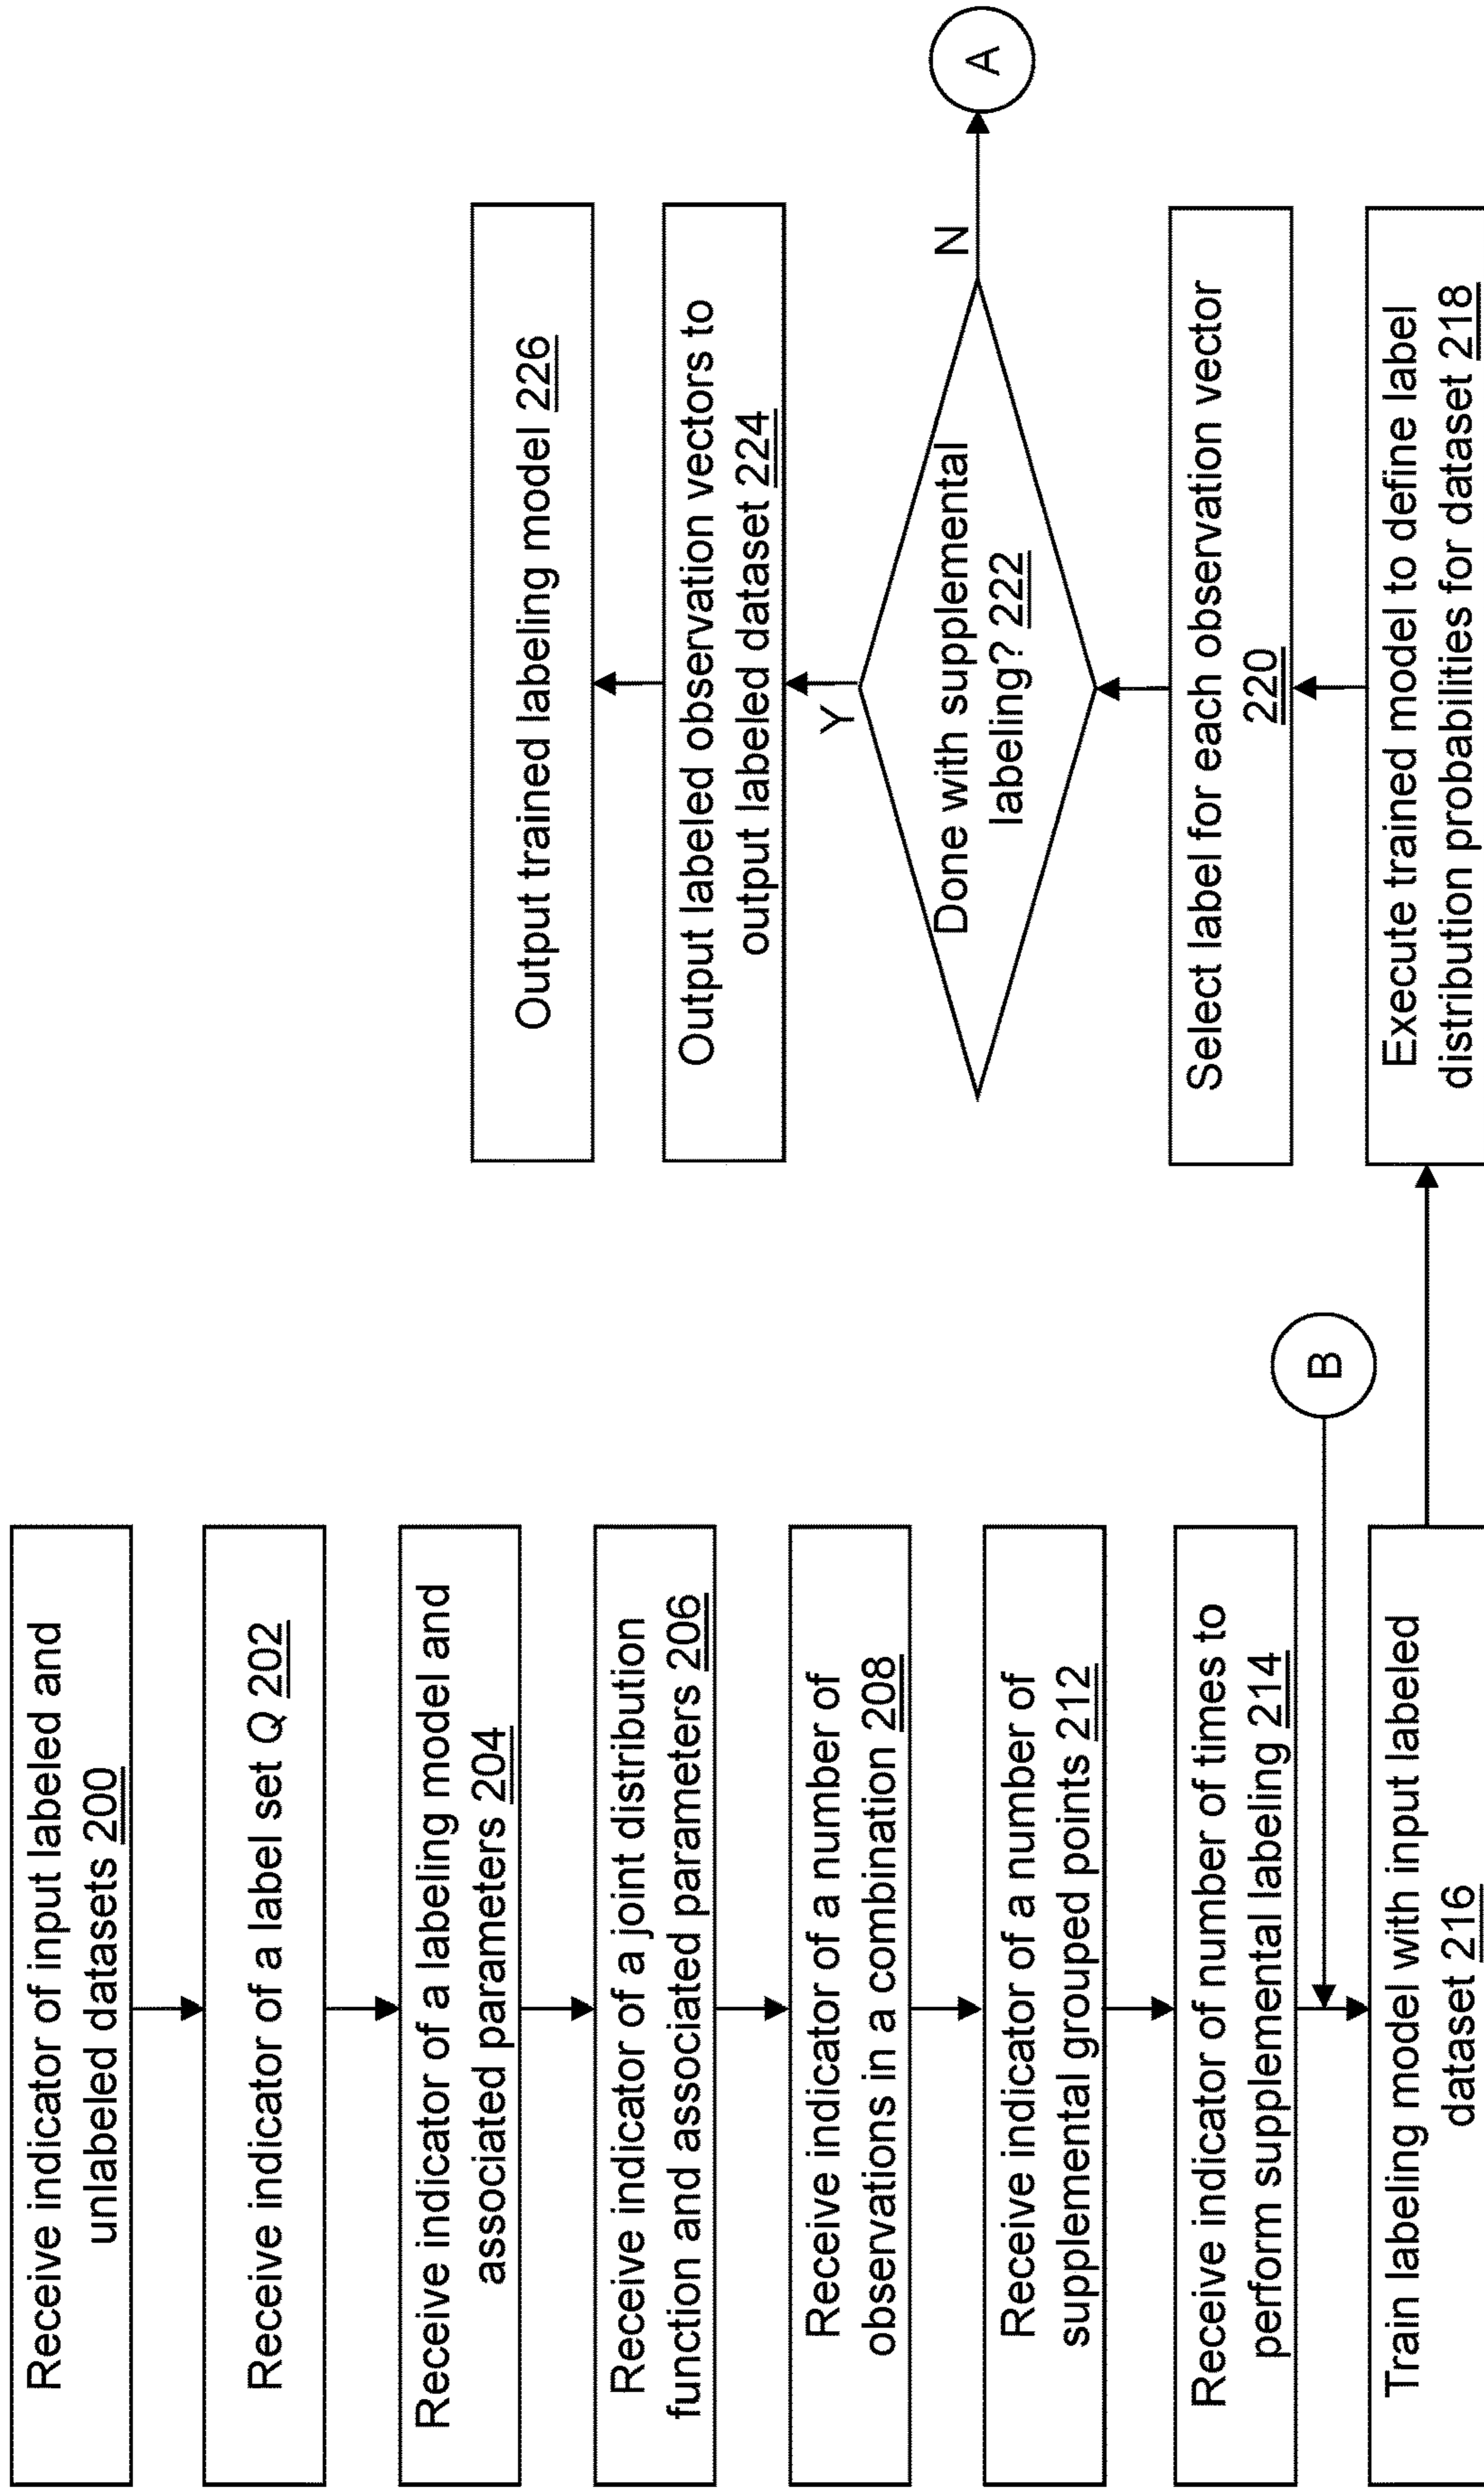 Receive indicator of input labeled and
unlabeled datasets 200
Receive indicator of a label set Q 202
Receive indicator of a labeling model and
associated parameters 204
Receive indicator of a joint distribution
function and associated parameters 206
Receive indicator of a number of
observations in a combination 208
Receive indicator of a number of
supplemental grouped points 212
Receive indicator of number of times to
perform supplemental labeling 214
B
Train labeling model with input labeled
dataset 216
Execute trained model to define label
distribution probabilities for dataset 218
Select label for each observation vector
220
Done with supplemental
labeling? 222
N
A
Y
Output labeled observation vectors to
output labeled dataset 224
Output trained labeling model 226